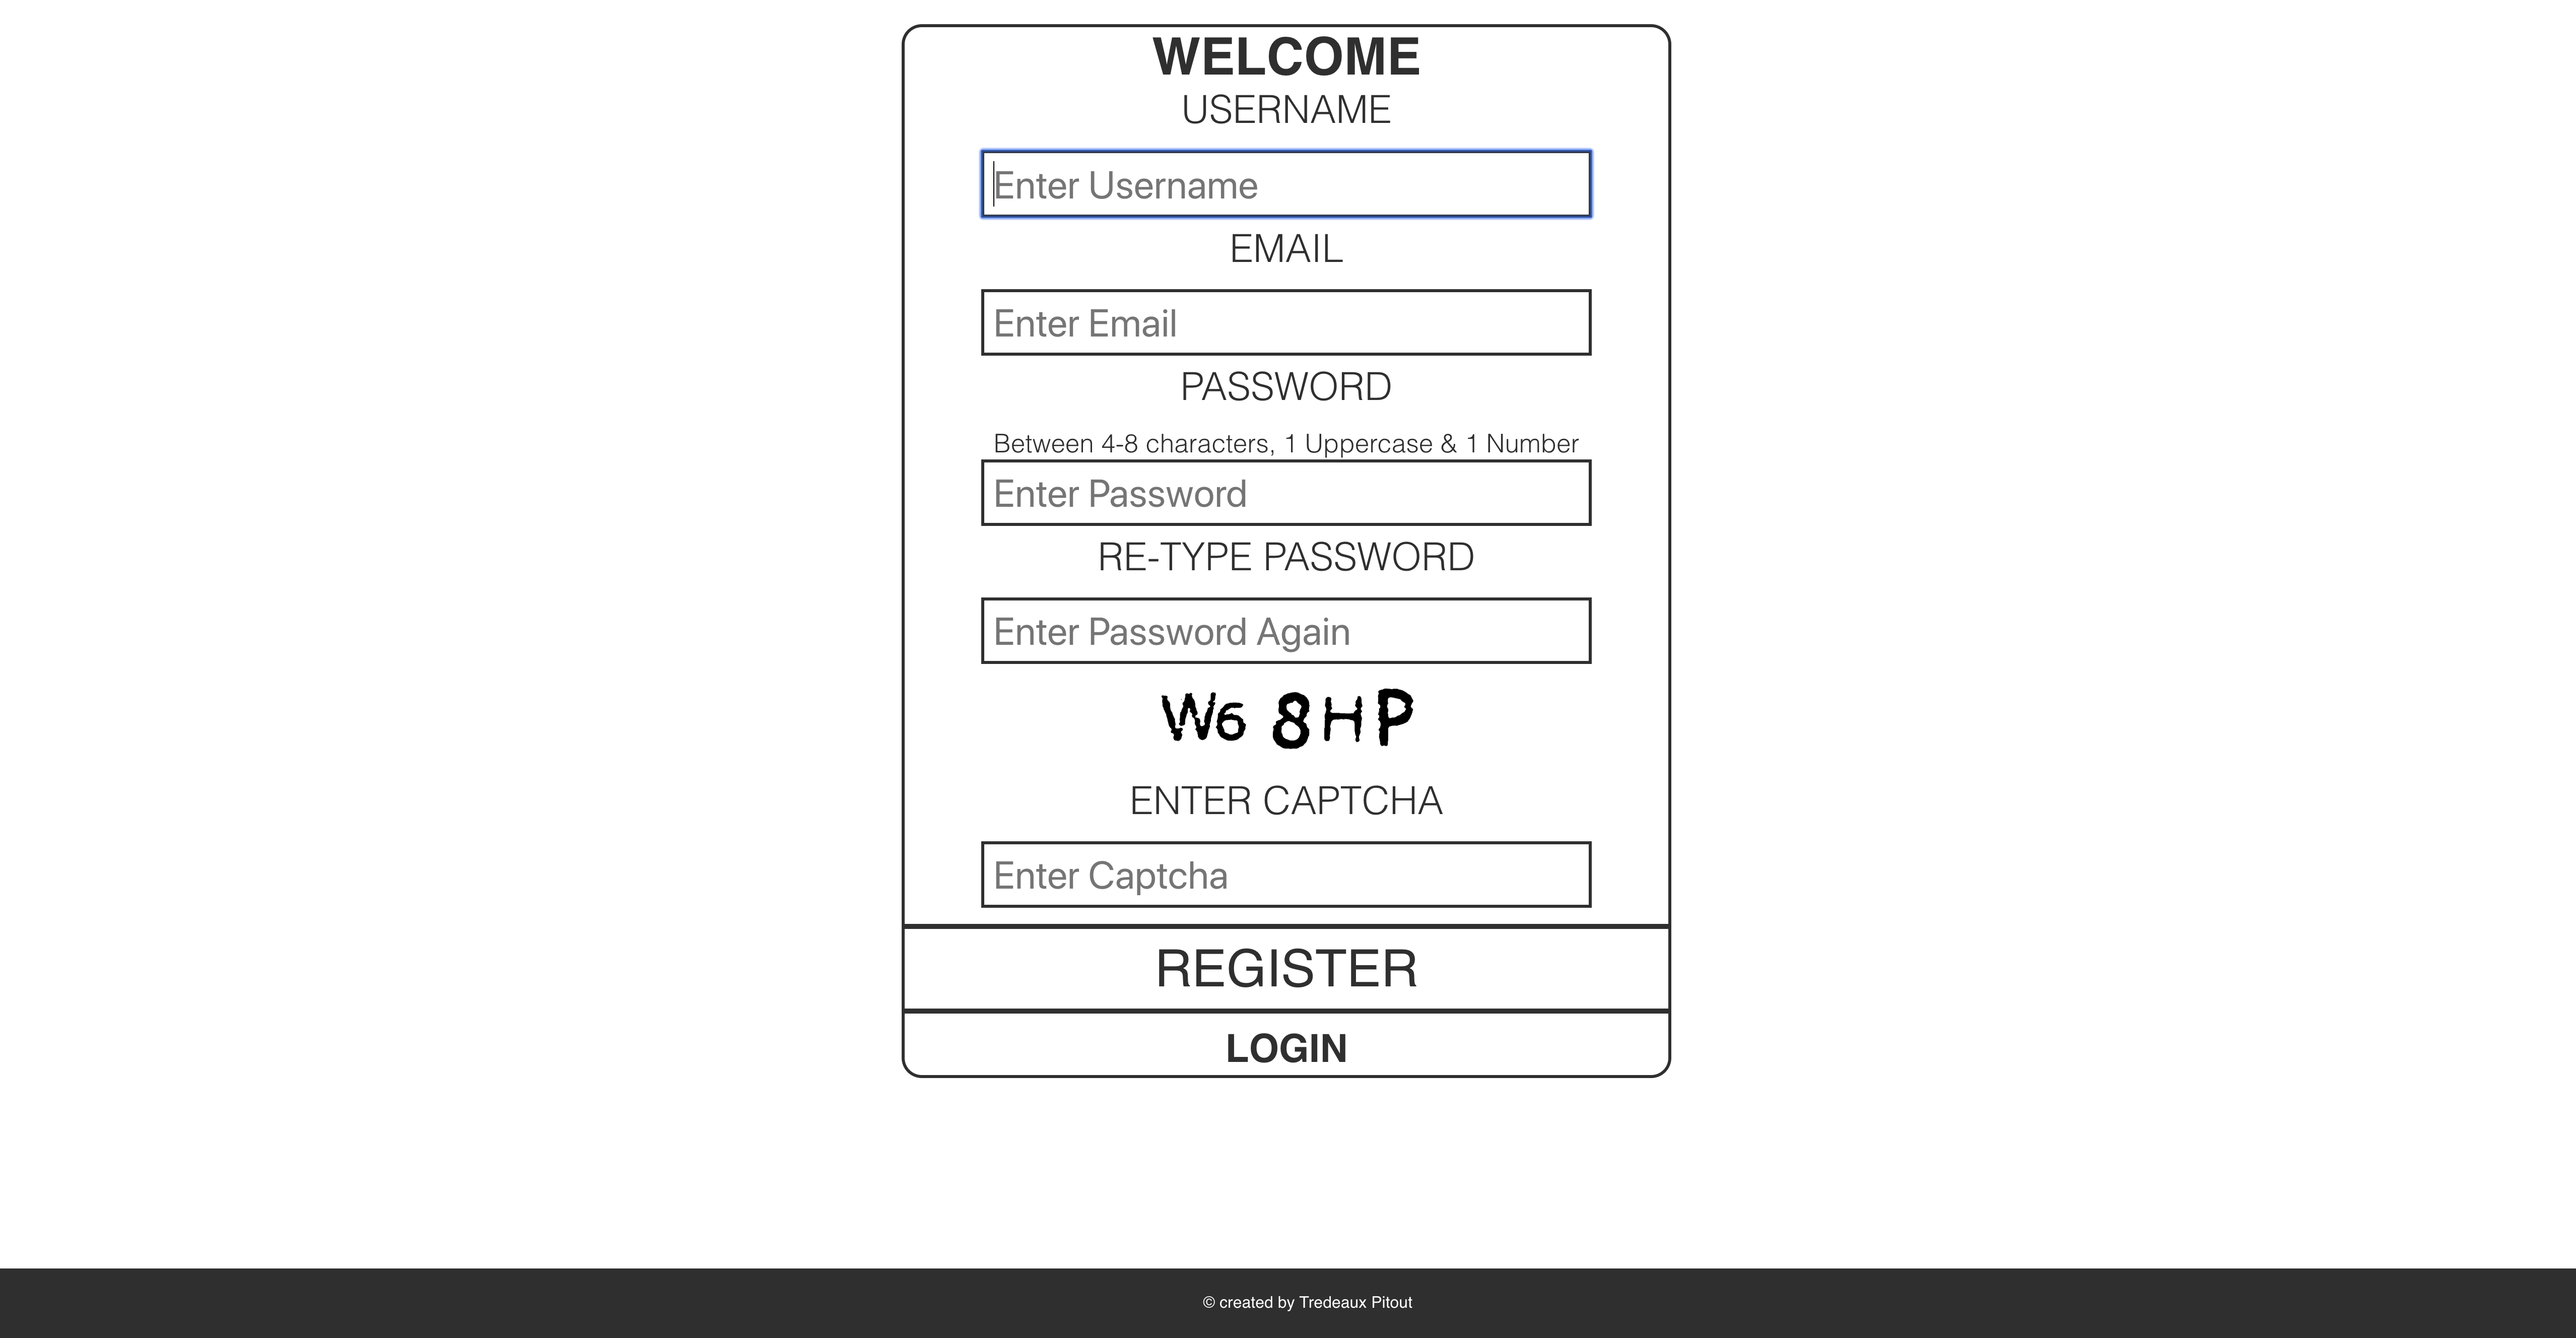 WELCOME
USERNAME
Enter Username
EMAIL
Enter Email
PASSWORD
Between 4-8 characters, 1 Uppercase & 1 Number
Enter Password
RE-TYPE PASSWORD
Enter Password Again
W6 8HP
ENTER CAPTCHA
Enter Captcha
REGISTER
LOGIN
© created by Tredeaux Pitout